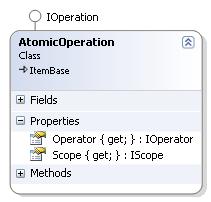 IOperation
AtomicOperation
Class
ItemBase
Fields
Properties
Operator { get; } : IOperator
Scope { get; } : IScope
Methods